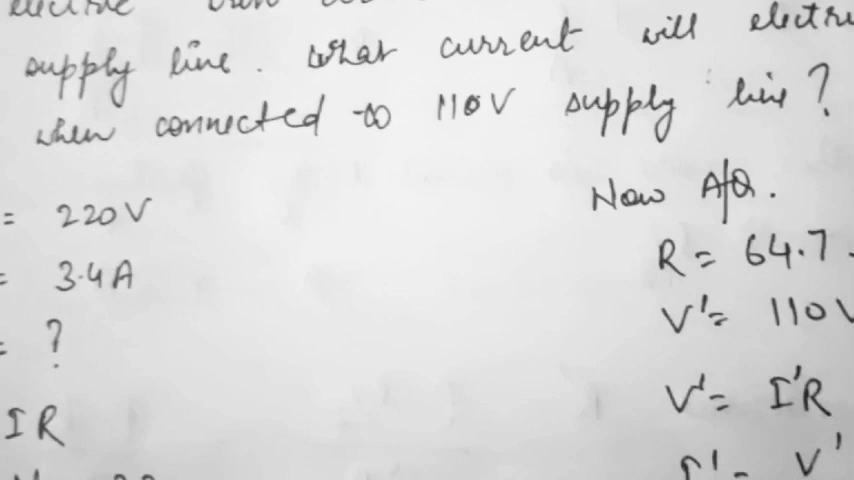 electric
supply line. What current will
when connected to 110V supply line?
= 220V
= 3.4A
= ?
IR
Now A/Q.
R = 64.7
V' = 110V
V' = I'R
I' = V'